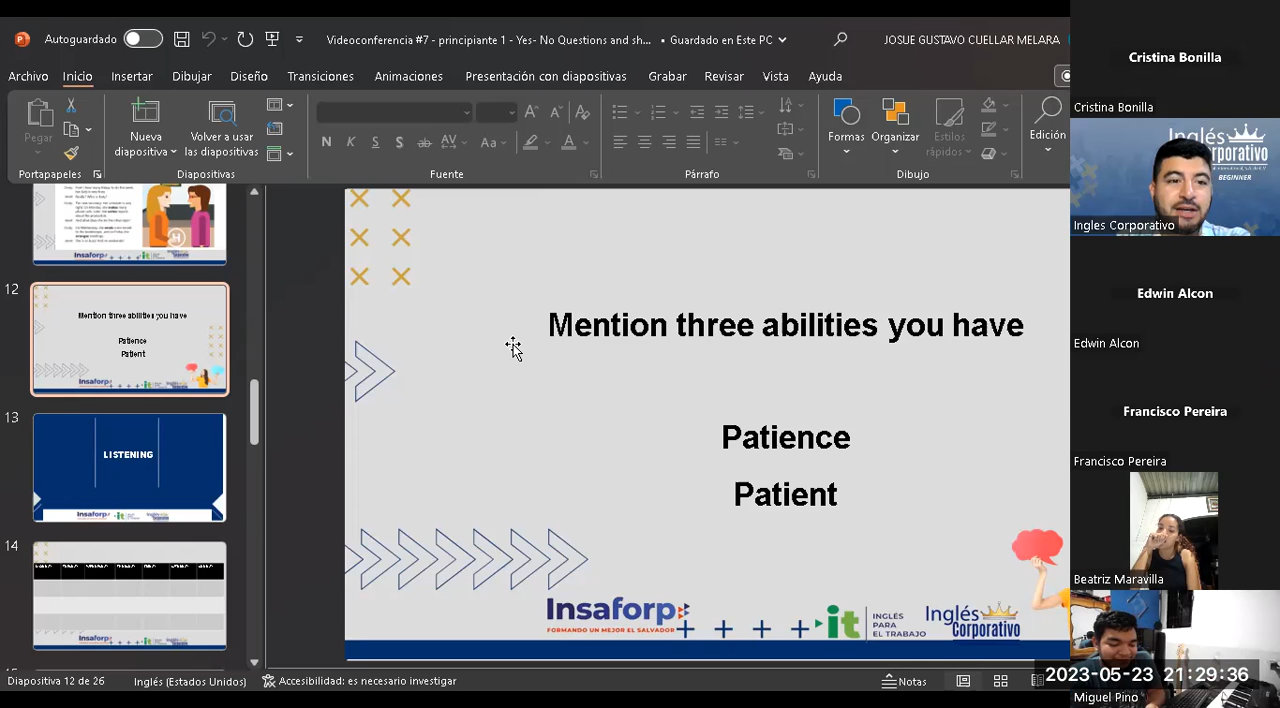 Autoguardado
Videoconferencia #7 - principiante 1 - Yes- No Questions and sh... • Guardado en Este PC
JOSUE GUSTAVO CUELLAR MELARA
Archivo Inicio Insertar Dibujar Diseño Transiciones Animaciones Presentación con diapositivas Grabar Revisar Vista Ayuda
Pegar
Nueva diapositiva
Volver a usar las diapositivas
N K S S ab AV Aa A
Formas Organizar Estilos rápidos Edición
Portapapeles Diapositivas Fuente Párrafo Dibujo
12
Mention three abilities you have
Patience
Patient
Insaforp
13
LISTENING
14
Insaforp
Mention three abilities you have
Patience
Patient
Insaforp
FORMANDO UN MEJOR EL SALVADOR
it
INGLÉS
PARA
EL TRABAJO
Inglés
Corporativo
Diapositiva 12 de 26 Inglés (Estados Unidos) Accesibilidad: es necesario investigar Notas
Cristina Bonilla
Cristina Bonilla
Inglés
Corporativo
BEGINNER
Ingles Corporativo
Edwin Alcon
Edwin Alcon
Francisco Pereira
Francisco Pereira
Beatriz Maravilla
2023-05-23 21:29:36
Miguel Pino